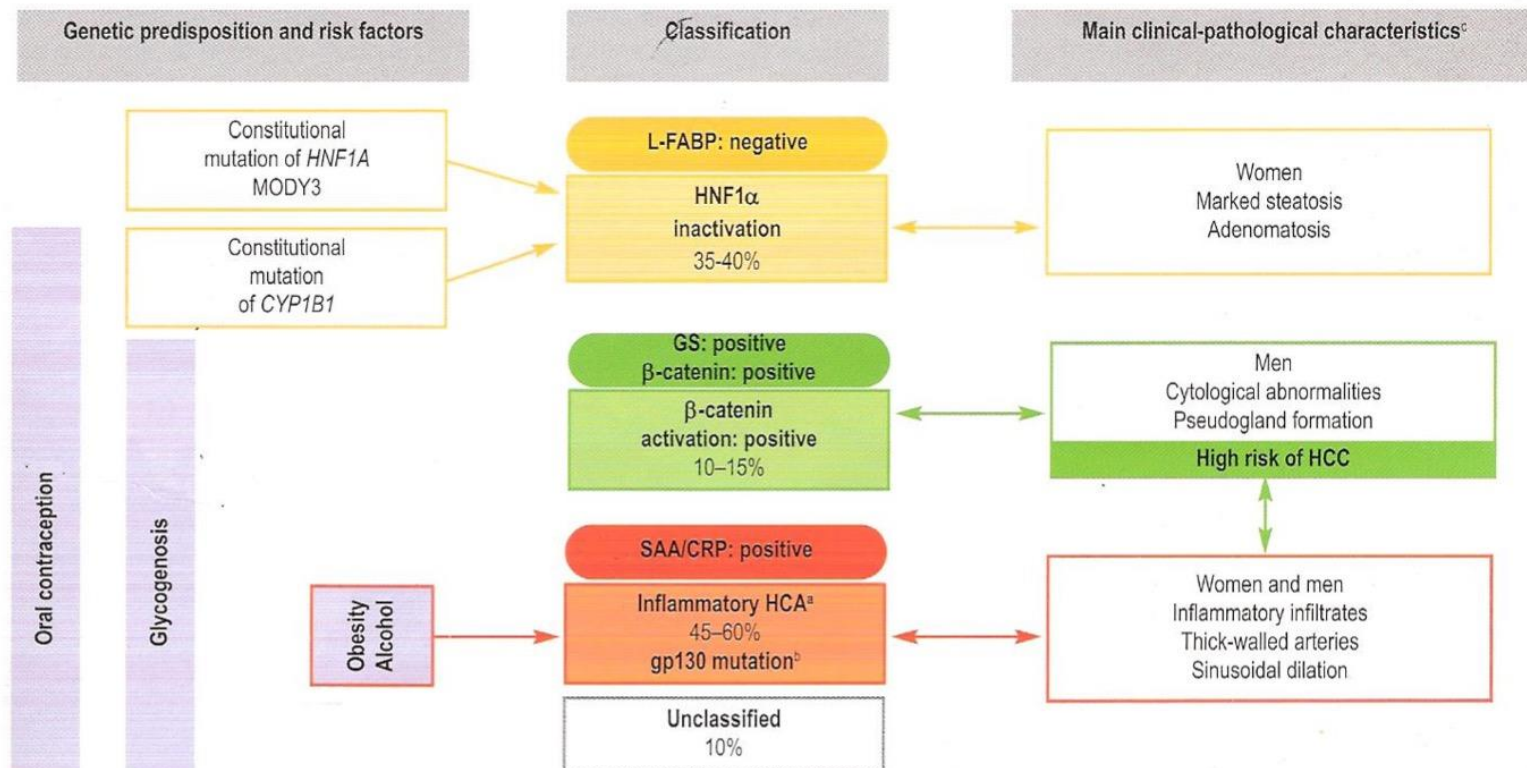 Genetic predisposition and risk factors
Classification
Main clinical-pathological characteristicsᶜ
Constitutional
mutation of HNF1A
MODY3
Constitutional
mutation
of CYP1B1
Oral contraception
Glycogenosis
Obesity
Alcohol
L-FABP: negative
HNF1α
inactivation
35-40%
GS: positive
β-catenin: positive
β-catenin
activation: positive
10–15%
SAA/CRP: positive
Inflammatory HCAᵃ
45–60%
gp130 mutationᵇ
Unclassified
10%
Women
Marked steatosis
Adenomatosis
Men
Cytological abnormalities
Pseudogland formation
High risk of HCC
Women and men
Inflammatory infiltrates
Thick-walled arteries
Sinusoidal dilation